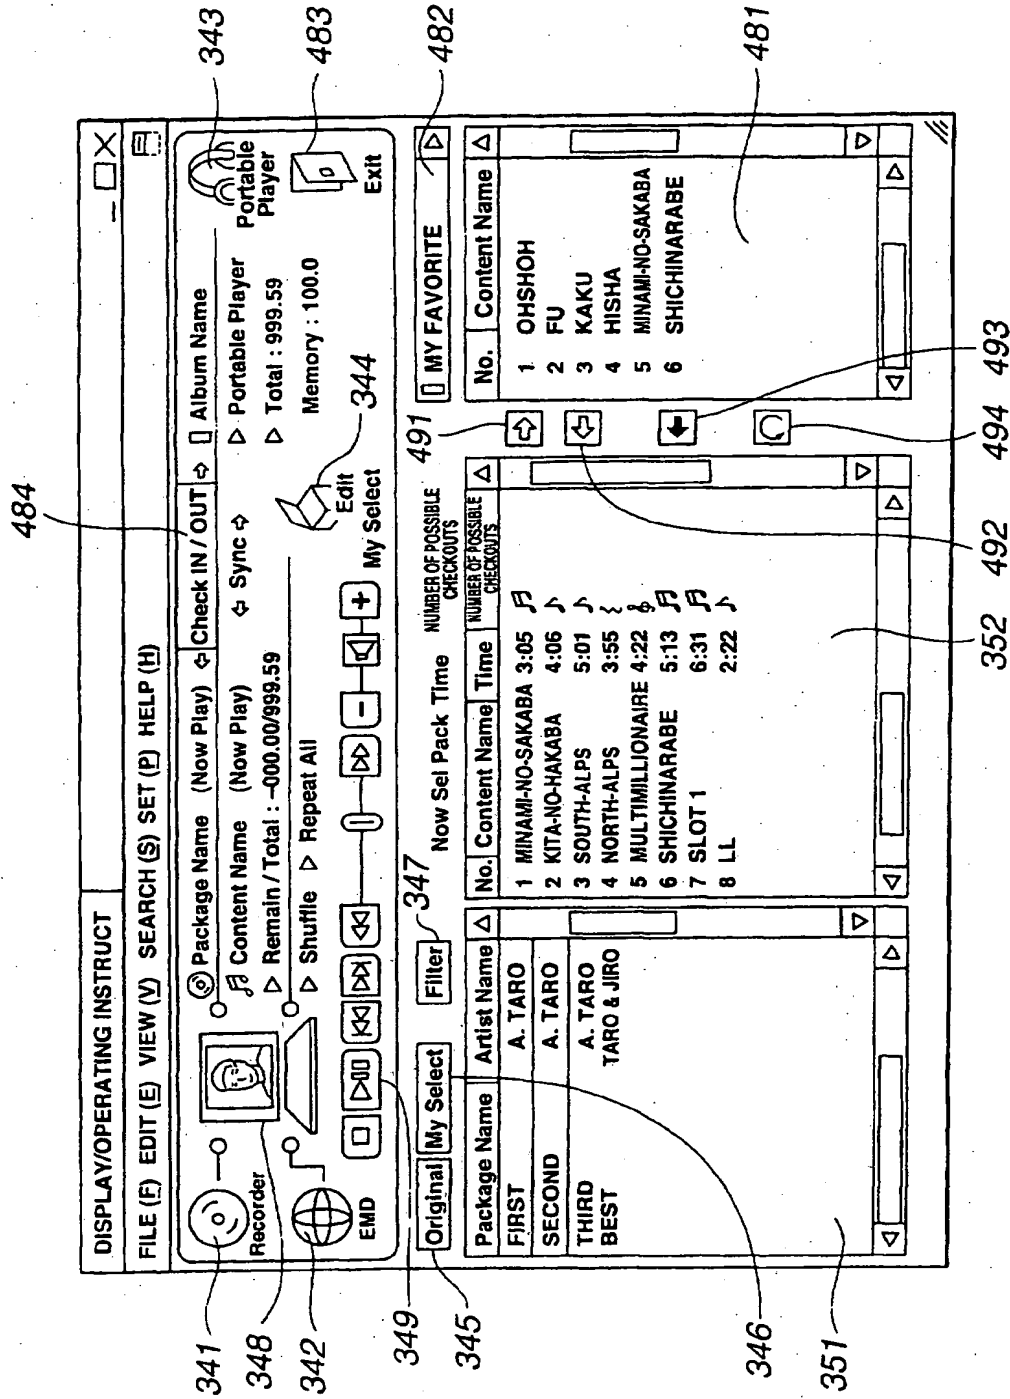 484
DISPLAY/OPERATING INSTRUCT
FILE (F) EDIT (E) VIEW (V) SEARCH (S) SET (P) HELP (H)
341
Recorder
348
342
EMD
Package Name (Now Play)
Check IN / OUT
Album Name
Content Name (Now Play)
Sync
Portable Player
Remain / Total : -000.00/999.59
Total : 999.59
Shuffle
Repeat All
Memory : 100.0
Portable
Player
343
Exit
483
Edit
344
My Select
349
345
Original
My Select
Filter
347
Now Sel Pack Time
NUMBER OF POSSIBLE
CHECKOUTS
491
MY FAVORITE
482
Package Name Artist Name
FIRST A. TARO
SECOND A. TARO
THIRD A. TARO
BEST TARO & JIRO
346
351
No. Content Name Time NUMBER OF POSSIBLE
CHECKOUTS
1 MINAMI-NO-SAKABA 3:05
2 KITA-NO-HAKABA 4:06
3 SOUTH-ALPS 5:01
4 NORTH-ALPS 3:55
5 MULTIMILLIONAIRE 4:22
6 SHICHINARABE 5:13
7 SLOT 1 6:31
8 LL 2:22
352
492
494
493
No. Content Name
1 OHSHOH
2 FU
3 KAKU
4 HISHA
5 MINAMI-NO-SAKABA
6 SHICHINARABE
481